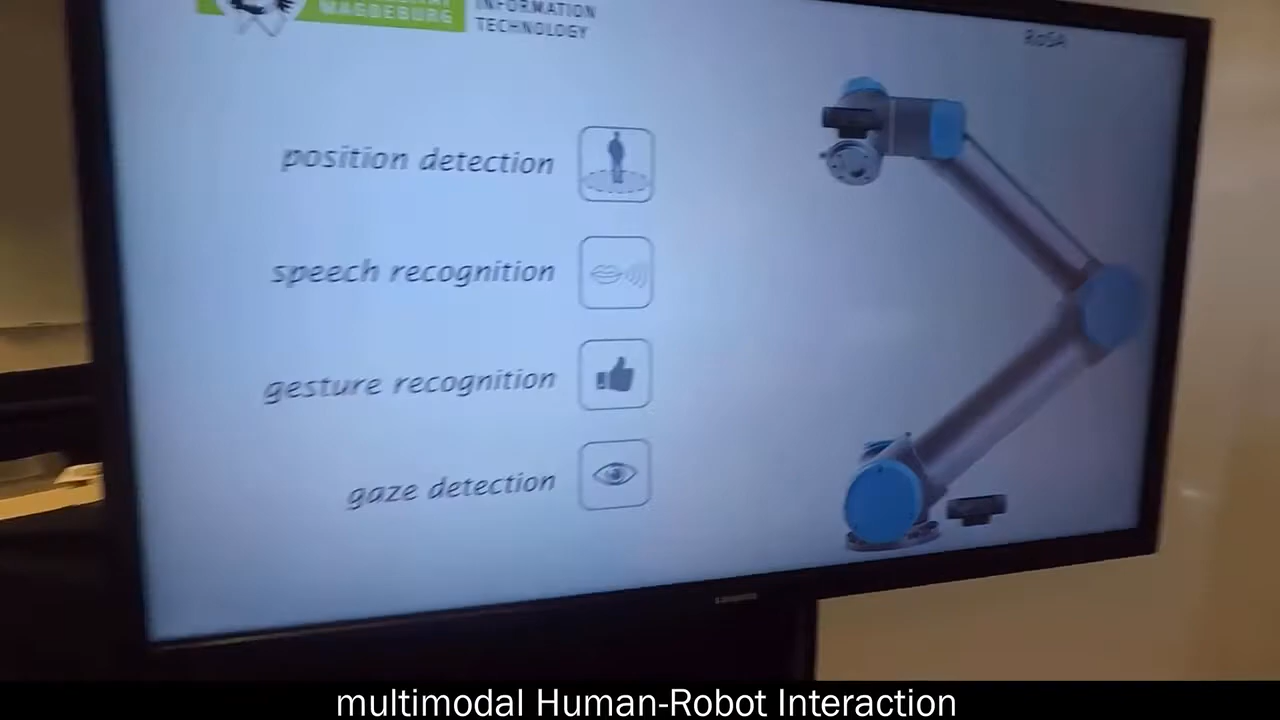 MAGDEBURG
INFORMATION
TECHNOLOGY
RoSA
position detection
speech recognition
gesture recognition
gaze detection
multimodal Human-Robot Interaction